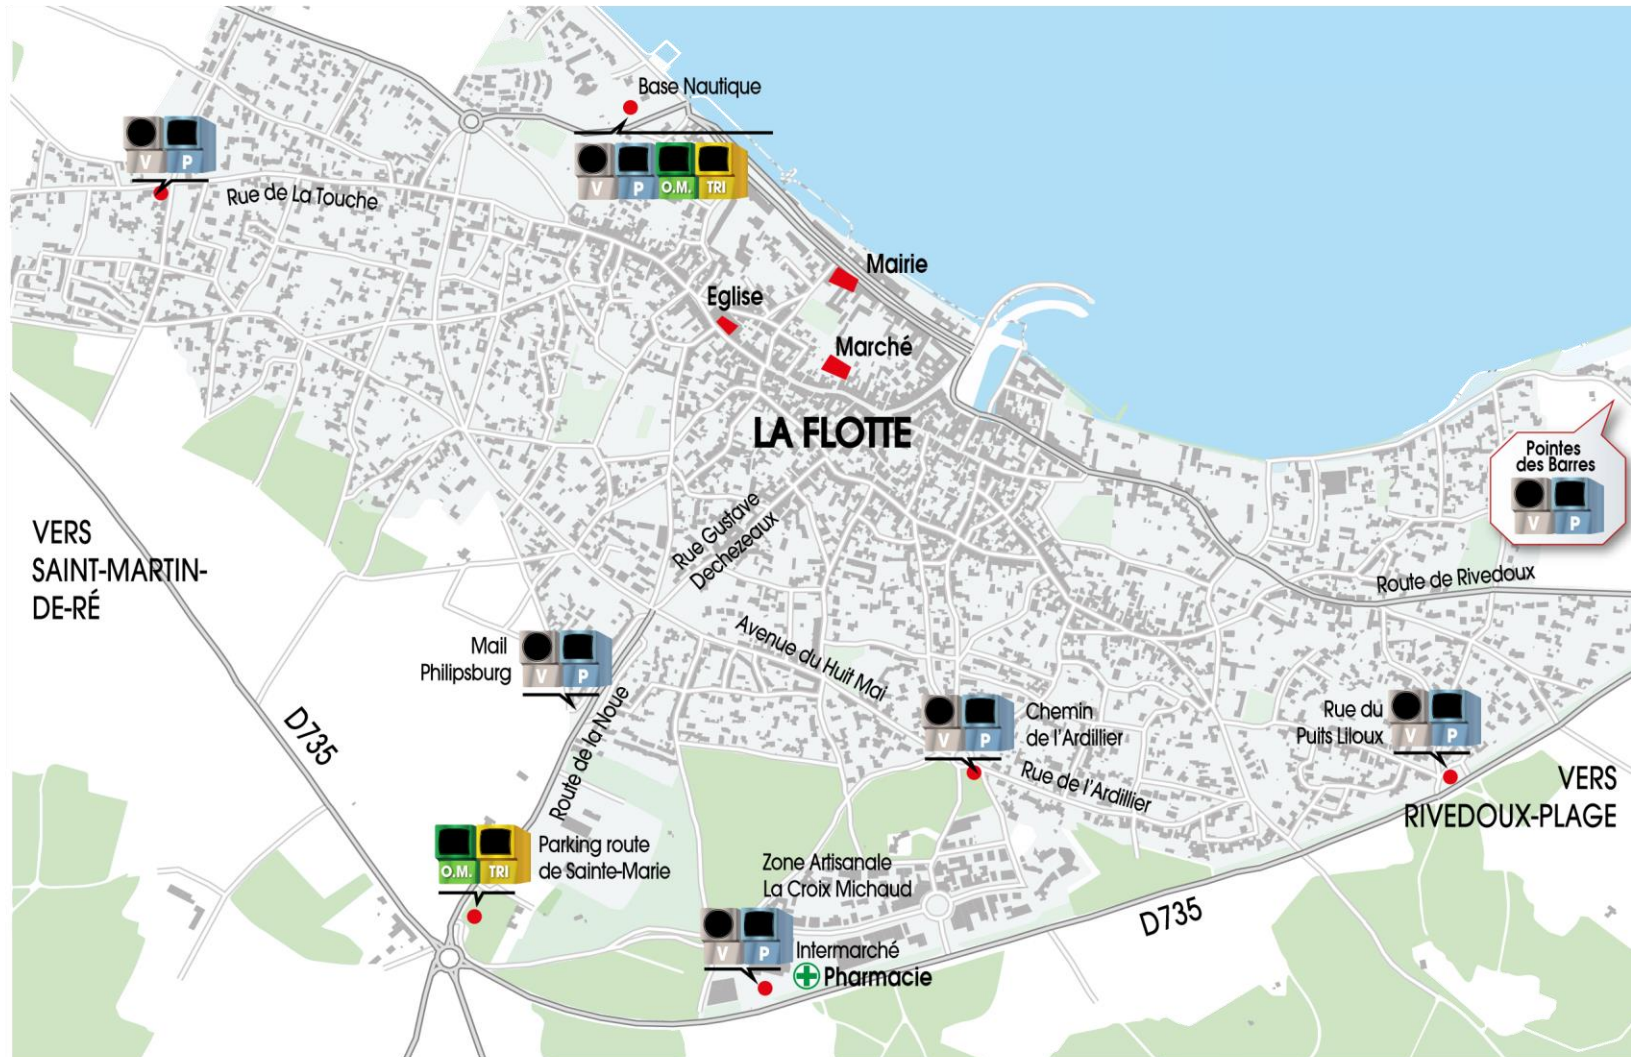 Base Nautique
V P
Rue de La Touche
V P O.M. TRI
Mairie
Eglise
Marché
LA FLOTTE
Pointes
des Barres
V P
VERS
SAINT-MARTIN-
DE-RÉ
Rue Gustave
Dechezeaux
Route de Rivedoux
Mail
Philipsburg
V P
Avenue du Huit Mai
D735
Route de la Noue
Chemin
de l'Ardillier
V P
Rue de l'Ardillier
Rue du
Puits Liloux
V P
VERS
RIVEDOUX-PLAGE
O.M. TRI
Parking route
de Sainte-Marie
Zone Artisanale
La Croix Michaud
D735
V P
Intermarché
Pharmacie